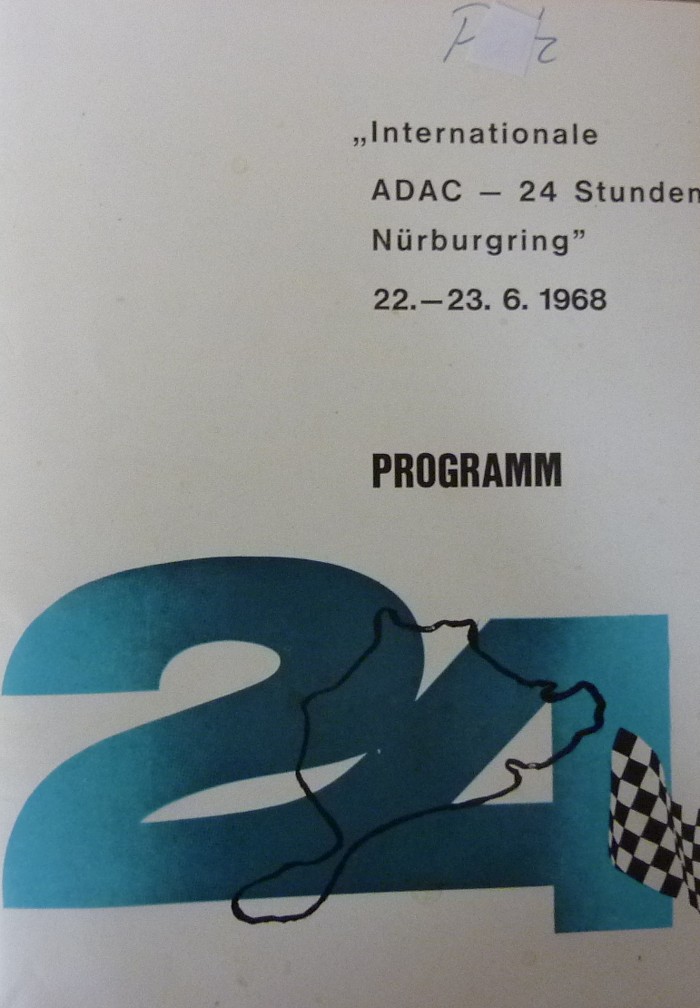 „Internationale
ADAC — 24 Stunden
Nürburgring”
22.—23. 6. 1968
PROGRAMM
24